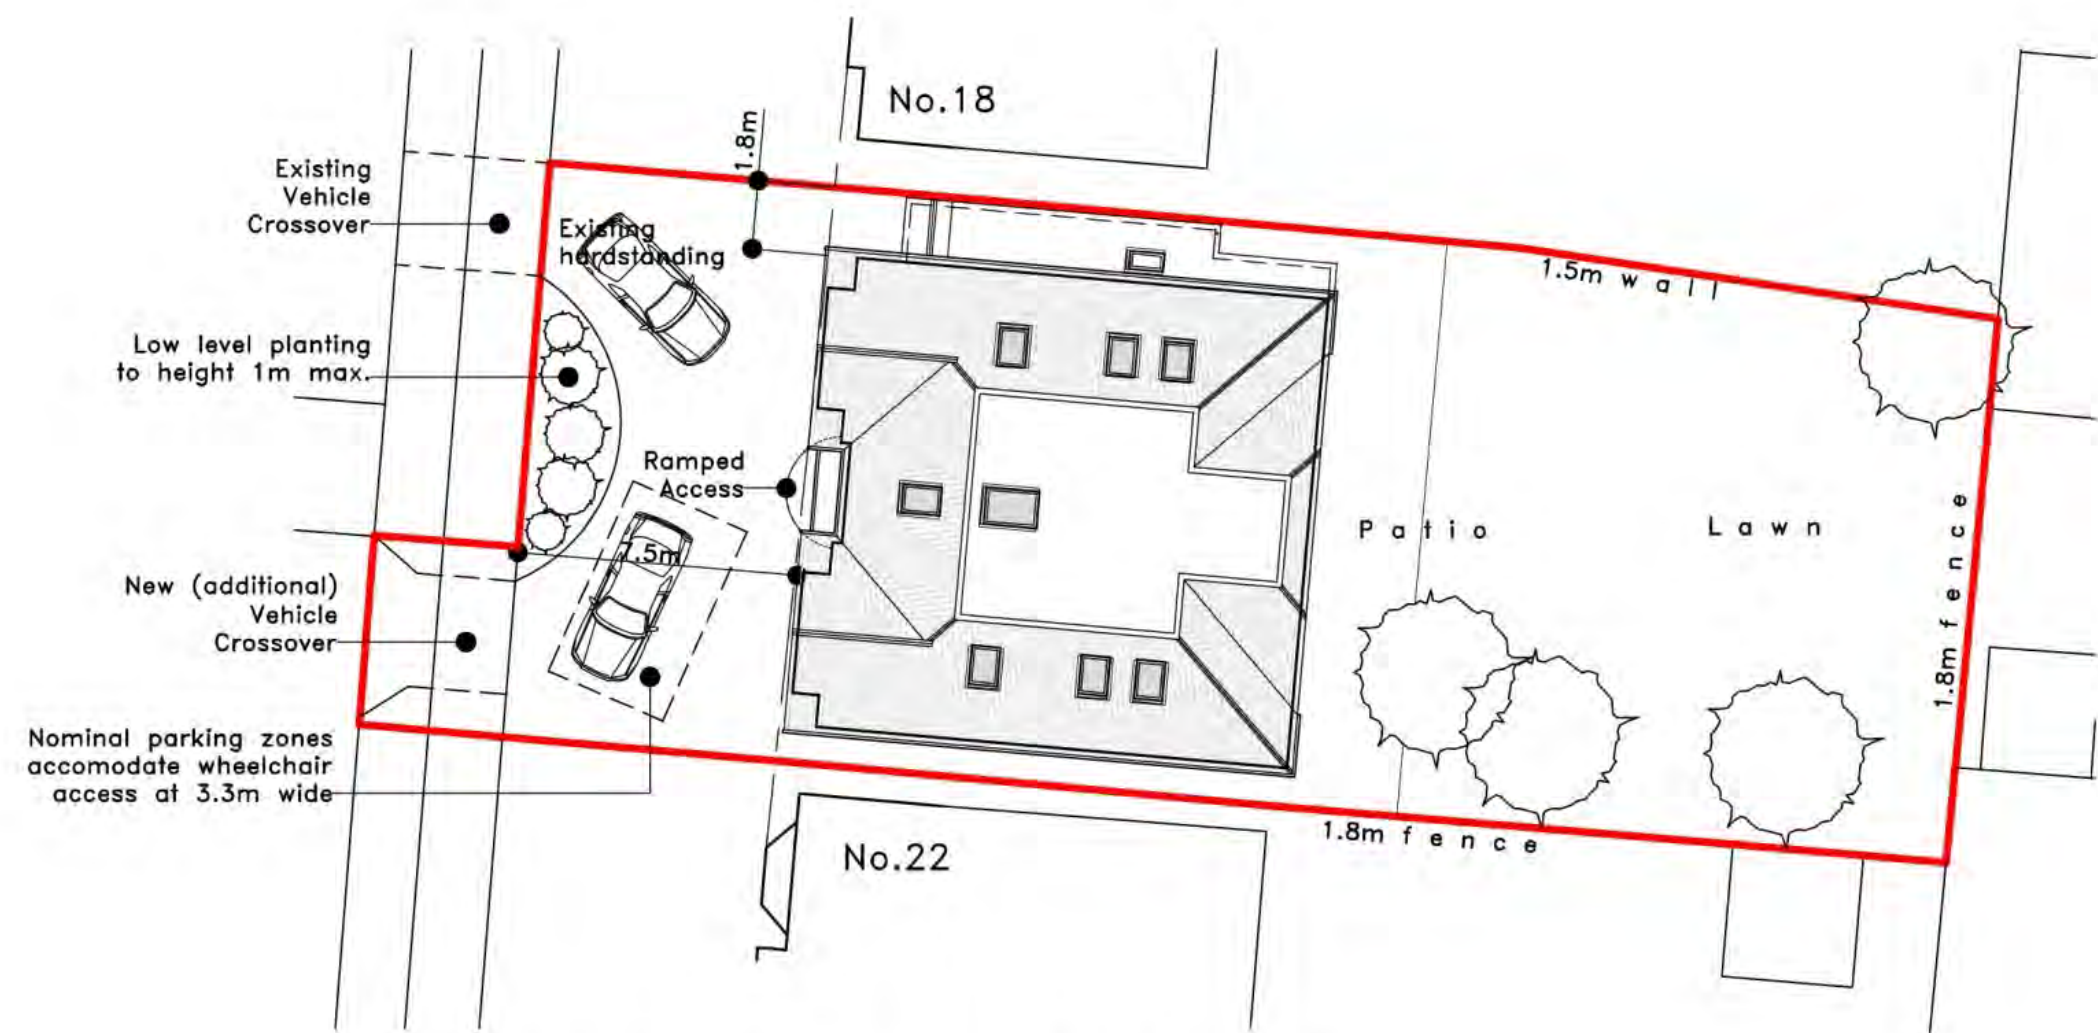 No.18
1.8m
Existing
Vehicle
Crossover
Existing
hardstanding
1.5m wall
Low level planting
to height 1m max.
Ramped
Access
7.5m
Patio
Lawn
1.8m fence
New (additional)
Vehicle
Crossover
Nominal parking zones
accomodate wheelchair
access at 3.3m wide
1.8m fence
No.22